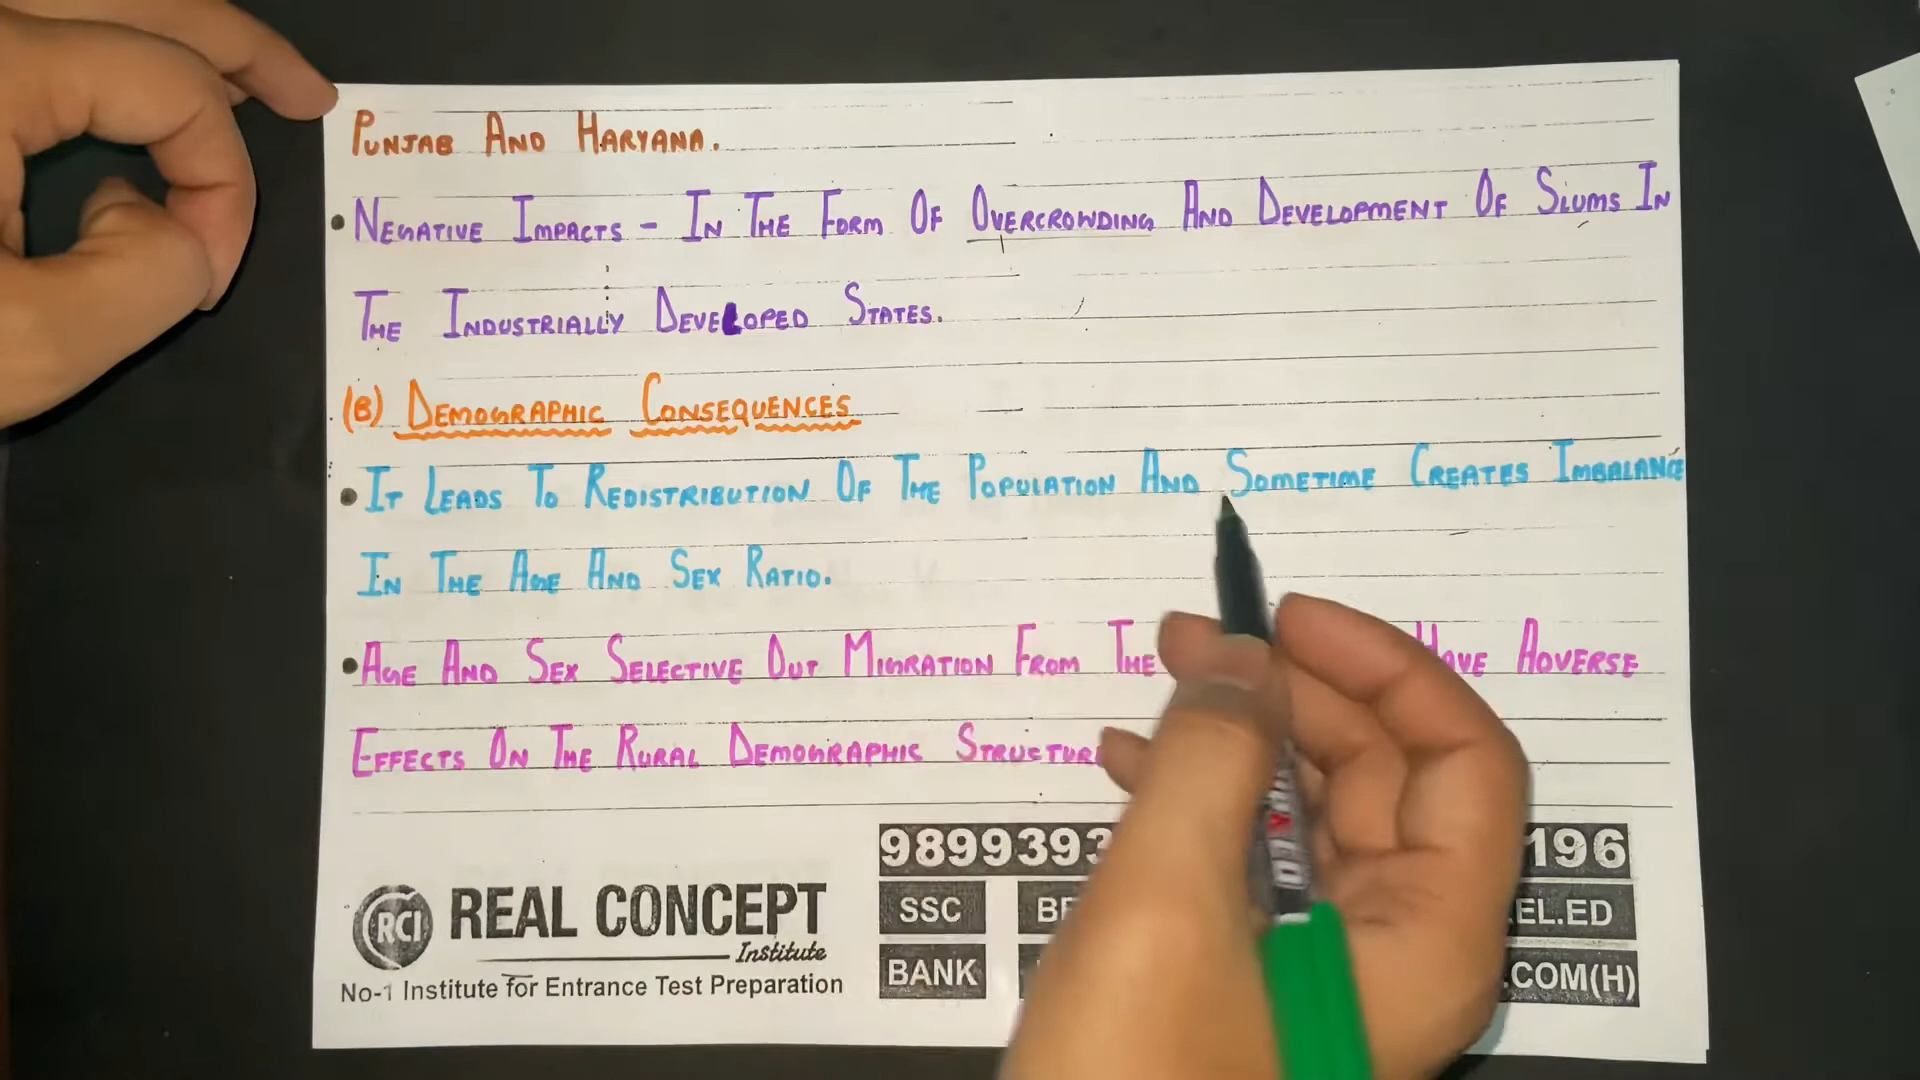 PUNJAB AND HARYANA.
• NEGATIVE IMPACTS - IN THE FORM OF OVERCROWDING AND DEVELOPMENT OF SLUMS IN
THE INDUSTRIALLY DEVELOPED STATES.
(B) DEMOGRAPHIC CONSEQUENCES
• IT LEADS TO REDISTRIBUTION OF THE POPULATION AND SOMETIME CREATES IMBALANCE
IN THE AGE AND SEX RATIO.
• AGE AND SEX SELECTIVE OUT MIGRATION FROM THE HAVE ADVERSE
EFFECTS ON THE RURAL DEMOGRAPHIC STRUCTURE
RCI REAL CONCEPT
Institute
No-1 Institute for Entrance Test Preparation
9899393 196
SSC EL.ED
BANK .COM(H)